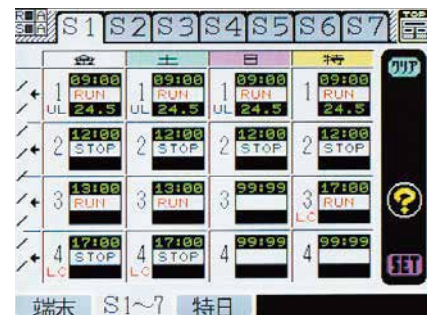 R■A S■A S1 S2 S3 S4 S5 S6 S7 TOP
金 土 日 特 クリア
09:00 09:00 09:00 09:00
1 RUN 1 RUN 1 RUN 1 RUN
UL 24.5 UL 24.5 UL 24.5 24.5
12:00 12:00 12:00 12:00
2 STOP 2 STOP 2 STOP 2 STOP
13:00 13:00 99:99 17:00
3 RUN 3 RUN 3 3 RUN ?
LC
17:00 17:00 99:99 99:99
4 STOP 4 STOP 4 4 SET
LC LC
端末 S1~7 特日